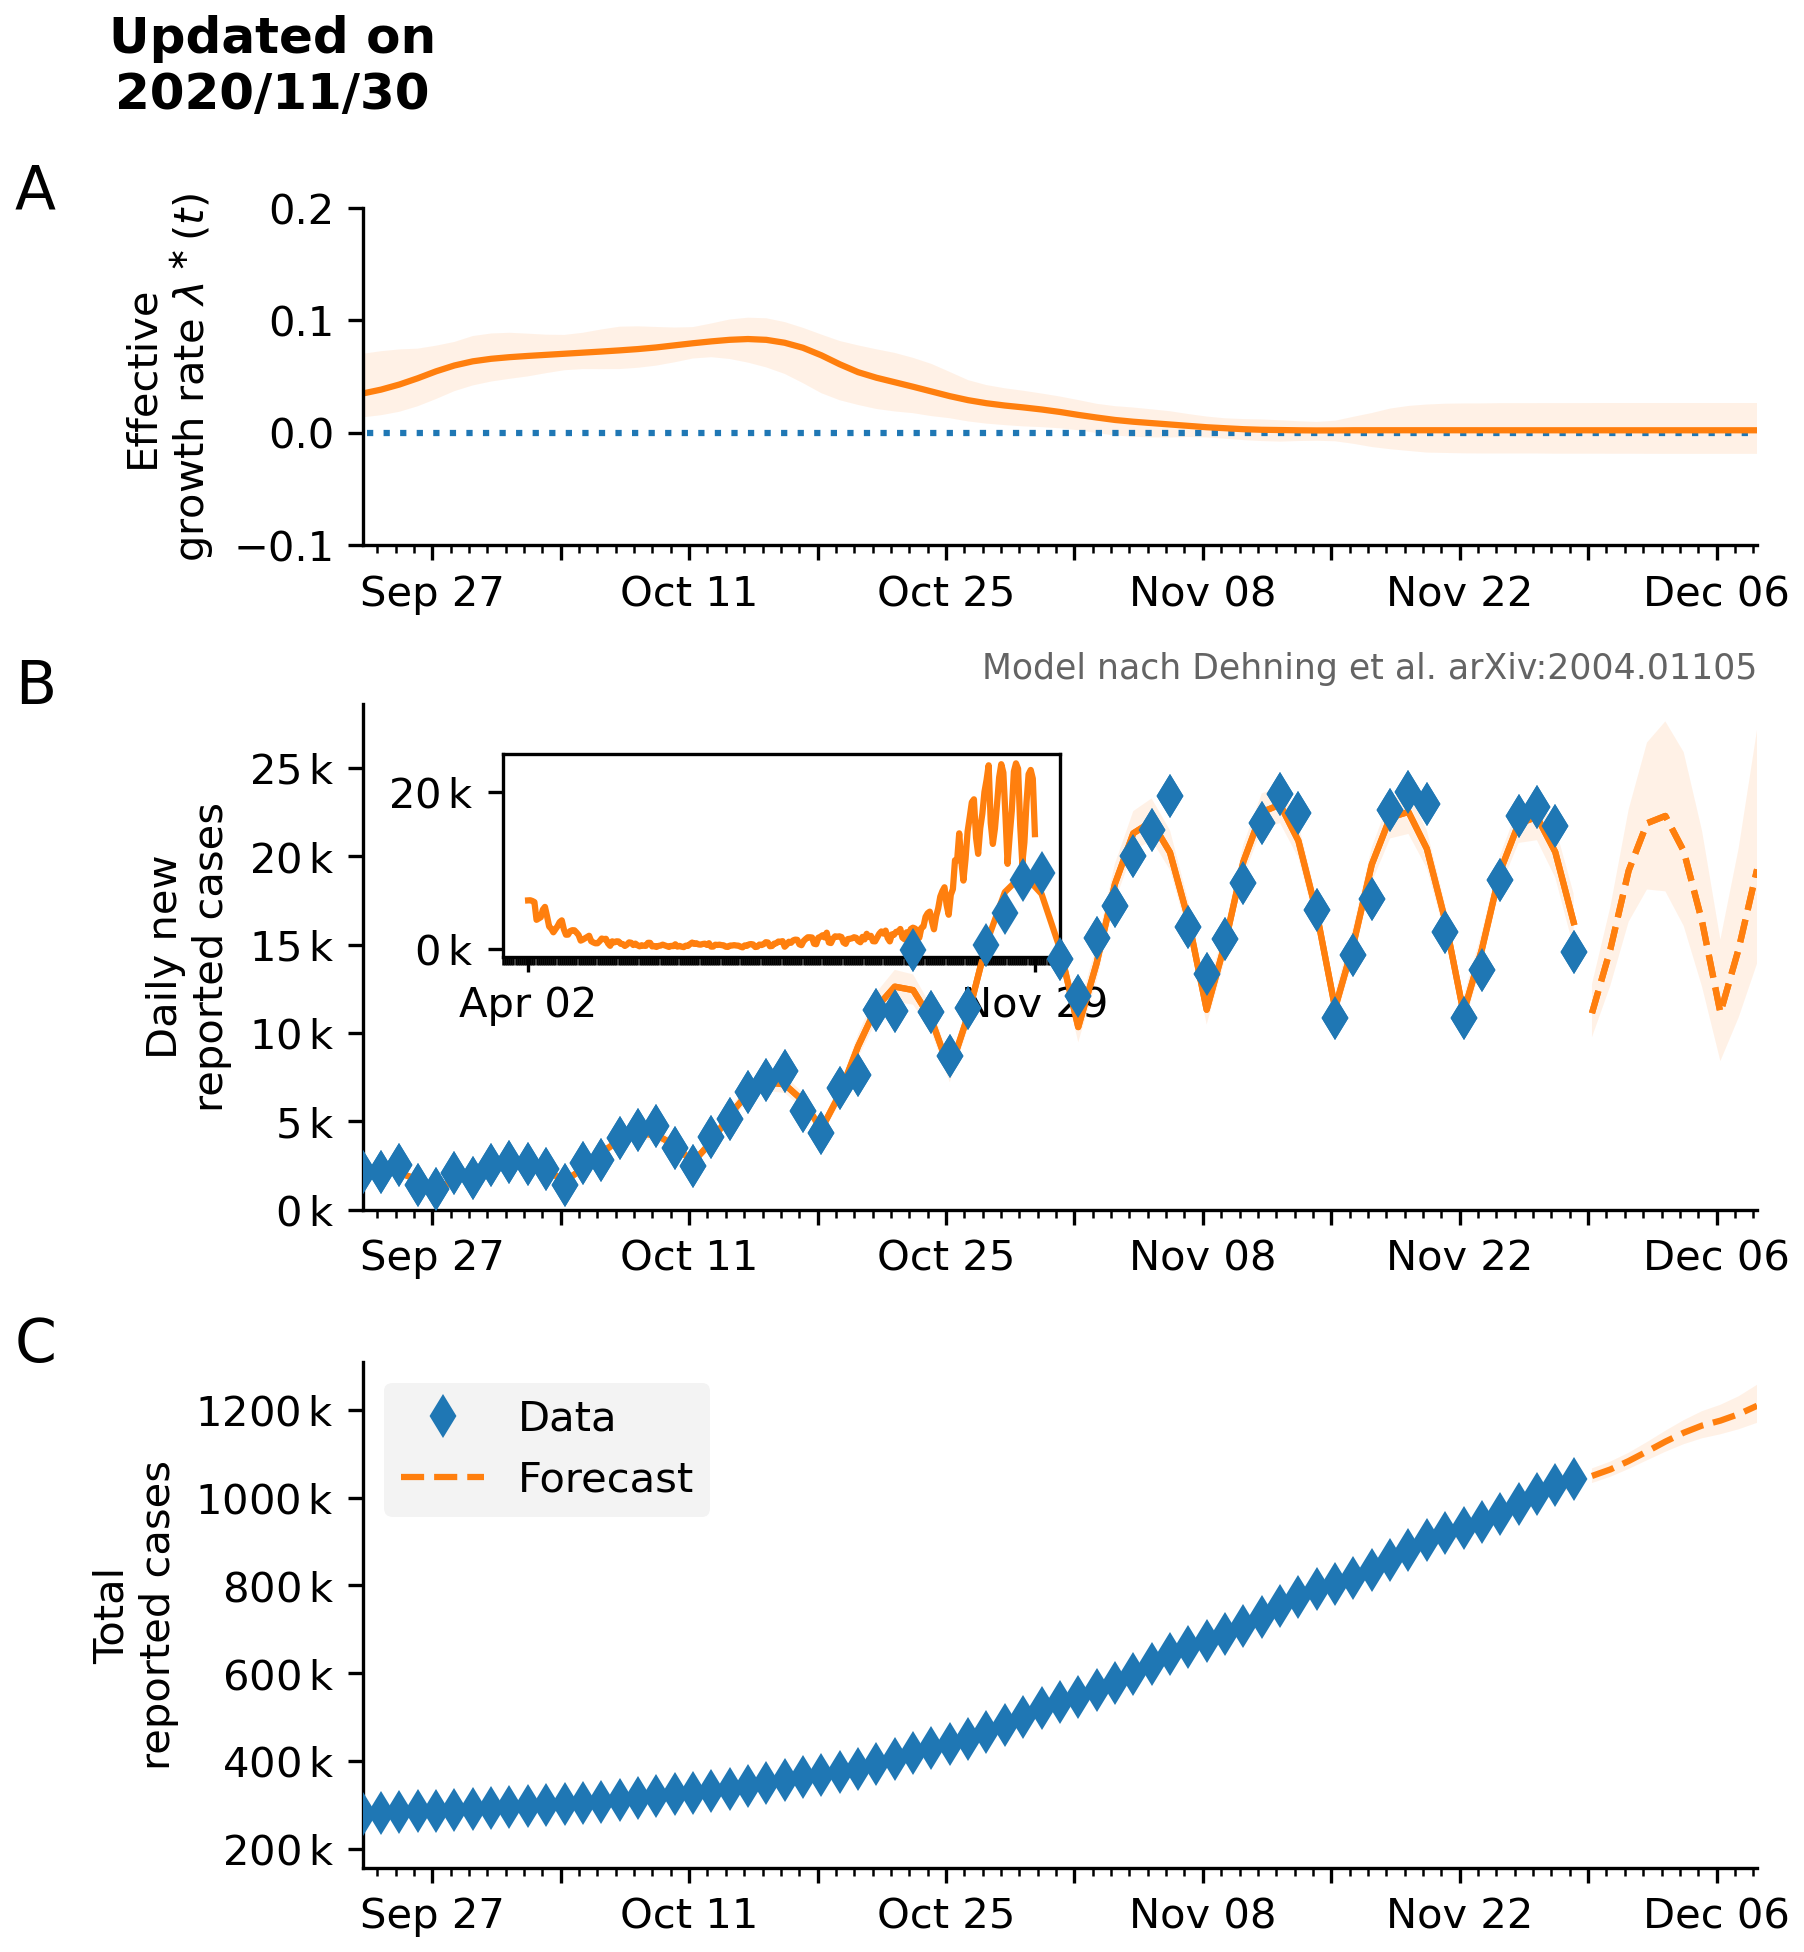 Updated on
2020/11/30
A
Effective
growth rate λ * (t)
0.2
0.1
0.0
−0.1
Sep 27
Oct 11
Oct 25
Nov 08
Nov 22
Dec 06
B
Model nach Dehning et al. arXiv:2004.01105
Daily new
reported cases
25 k
20 k
15 k
10 k
5 k
0 k
20 k
0 k
Apr 02
Nov 29
Sep 27
Oct 11
Oct 25
Nov 08
Nov 22
Dec 06
C
Total
reported cases
1200 k
1000 k
800 k
600 k
400 k
200 k
Data
Forecast
Sep 27
Oct 11
Oct 25
Nov 08
Nov 22
Dec 06